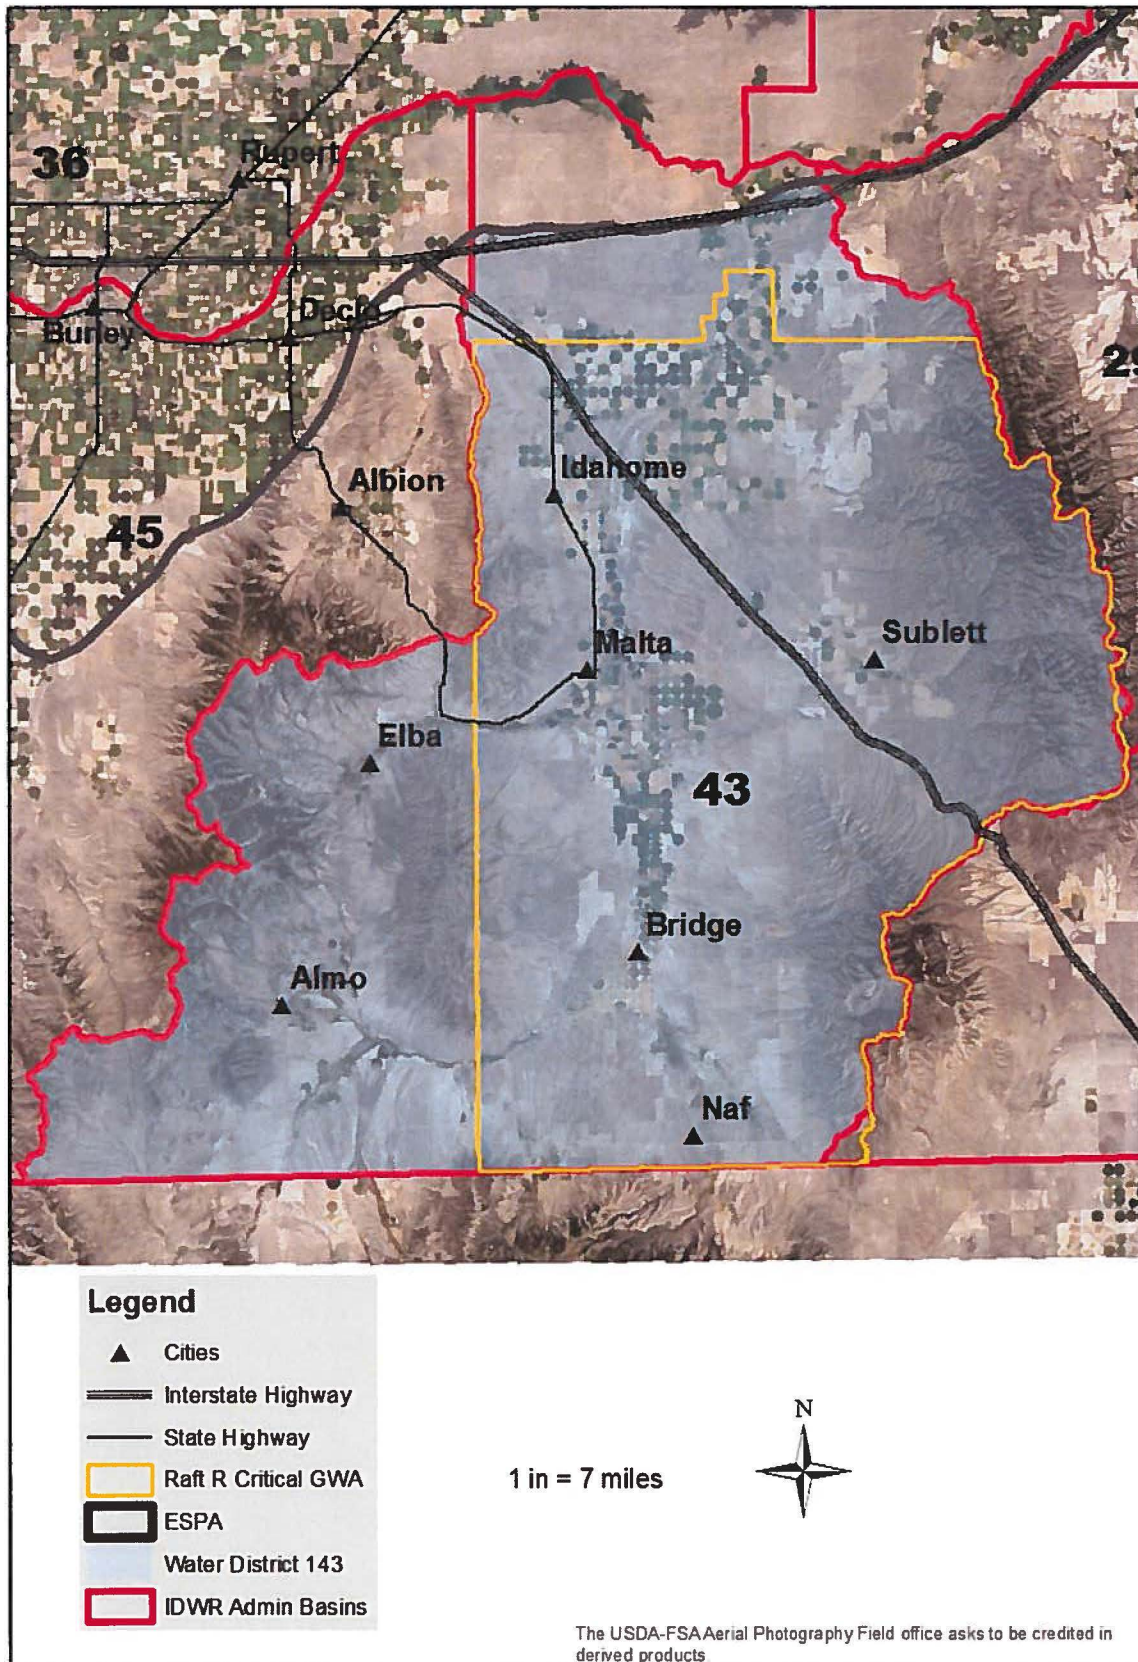 36
Rupert
Burley
Declo
29
Albion
Idahome
45
Malta
Sublett
Elba
43
Bridge
Almo
Naf
Legend
Cities
Interstate Highway
State Highway
Raft R Critical GWA
ESPA
Water District 143
IDWR Admin Basins
N
1 in = 7 miles
The USDA-FSA Aerial Photography Field office asks to be credited in
derived products